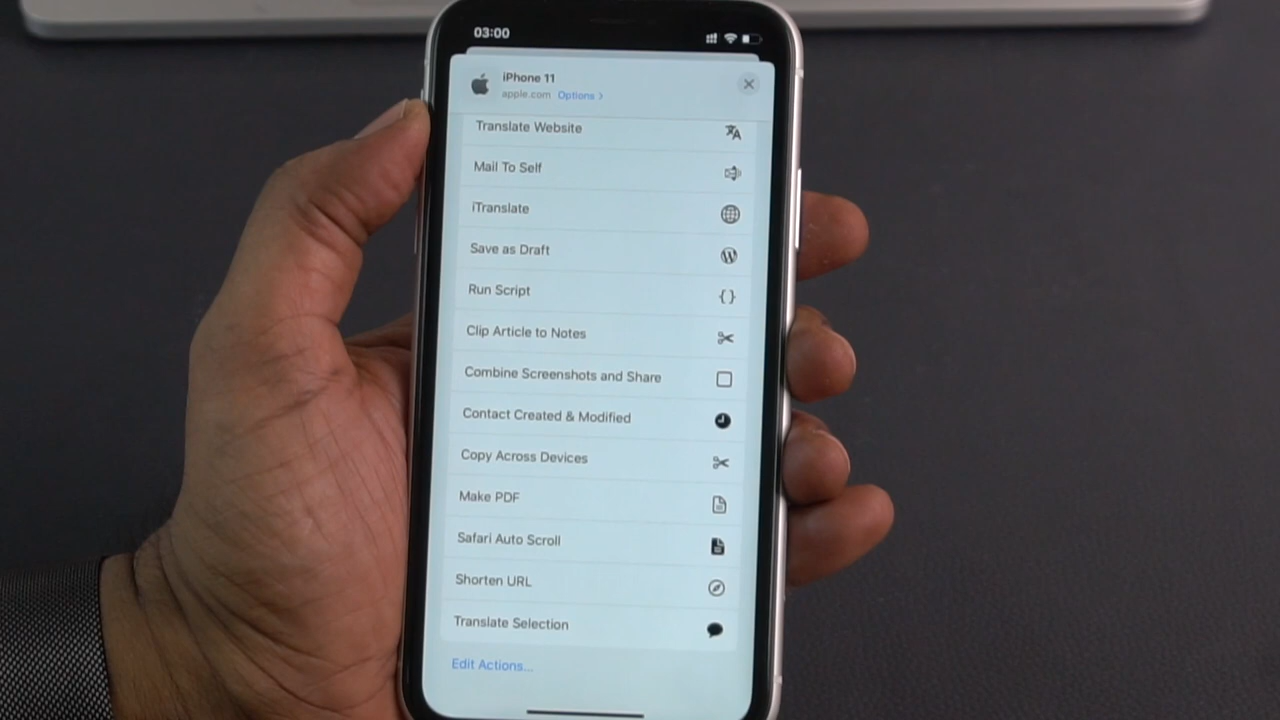 03:00
iPhone 11
apple.com Options >
Translate Website
Mail To Self
iTranslate
Save as Draft
Run Script
Clip Article to Notes
Combine Screenshots and Share
Contact Created & Modified
Copy Across Devices
Make PDF
Safari Auto Scroll
Shorten URL
Translate Selection
Edit Actions...